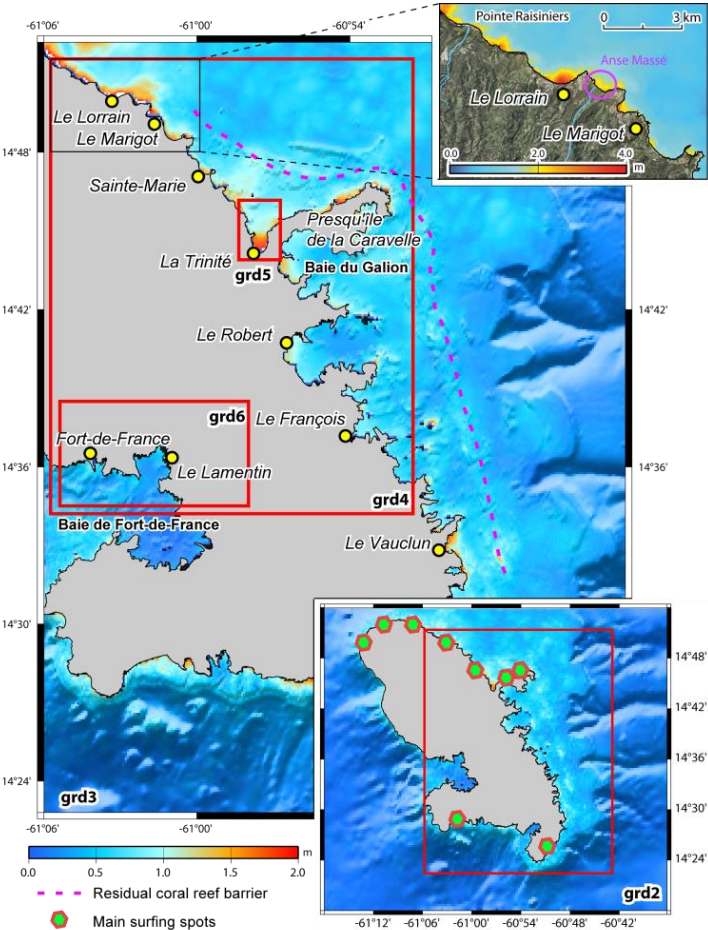 -61°06'
-61°00'
-60°54'
Pointe Raisiniers
0
3 km
Anse Massé
Le Lorrain
Le Marigot
0.0
2.0
4.0
m
Le Lorrain
Le Marigot
14°48'
Sainte-Marie
Presqu'île
de la Caravelle
La Trinité
grd5
Baie du Galion
14°42'
14°42'
Le Robert
grd6
Le François
Fort-de-France
Le Lamentin
14°36'
14°36'
grd4
Baie de Fort-de-France
Le Vauclun
14°30'
14°48'
14°42'
14°36'
14°30'
14°24'
14°24'
grd3
grd2
-61°06'
-61°00'
-61°12'
-61°06'
-61°00'
-60°54'
-60°48'
-60°42'
m
0.0
0.5
1.0
1.5
2.0
Residual coral reef barrier
Main surfing spots